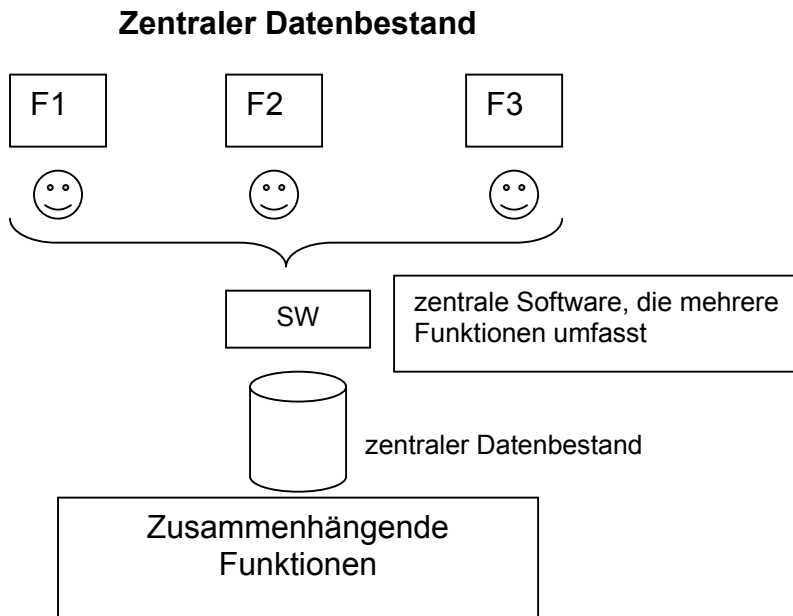 Zentraler Datenbestand
F1
F2
F3
SW
zentrale Software, die mehrere
Funktionen umfasst
zentraler Datenbestand
Zusammenhängende
Funktionen